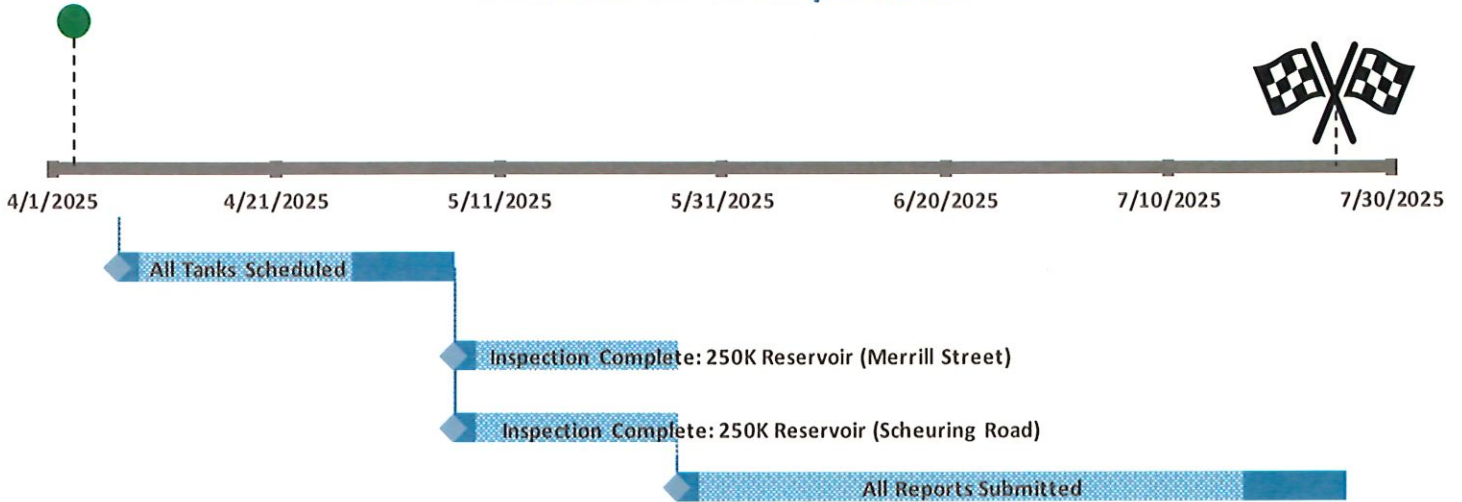 4/1/2025 4/21/2025 5/11/2025 5/31/2025 6/20/2025 7/10/2025 7/30/2025
All Tanks Scheduled
Inspection Complete: 250K Reservoir (Merrill Street)
Inspection Complete: 250K Reservoir (Scheuring Road)
All Reports Submitted